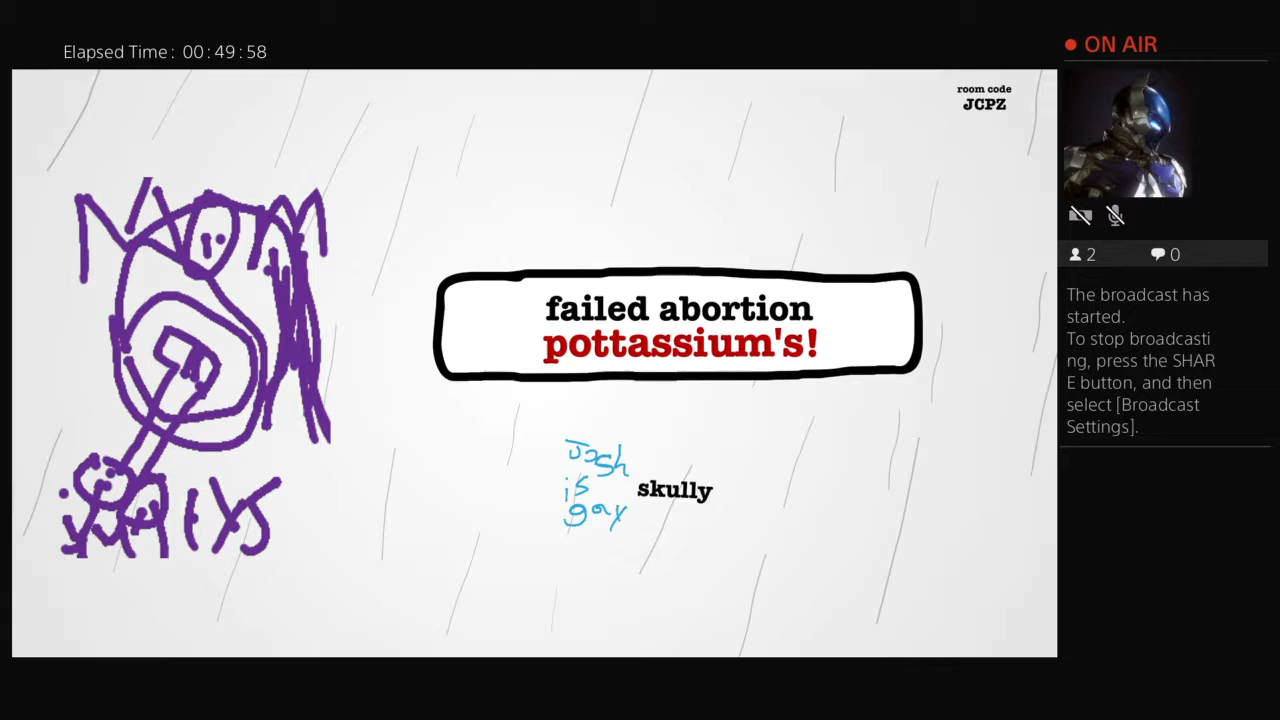 Elapsed Time: 00:49:58
ON AIR
room code
JCPZ
2
0
The broadcast has
started.
To stop broadcasti
ng, press the SHAR
E button, and then
select [Broadcast
Settings].
MOM
failed abortion
pottassium's!
Josh
is
gay
skully